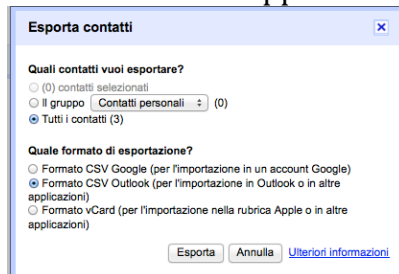 Esporta contatti
Quali contatti vuoi esportare?
(0) contatti selezionati
Il gruppo Contatti personali (0)
Tutti i contatti (3)
Quale formato di esportazione?
Formato CSV Google (per l'importazione in un account Google)
Formato CSV Outlook (per l'importazione in Outlook o in altre
applicazioni)
Formato vCard (per l'importazione nella rubrica Apple o in altre
applicazioni)
Esporta Annulla Ulteriori informazioni